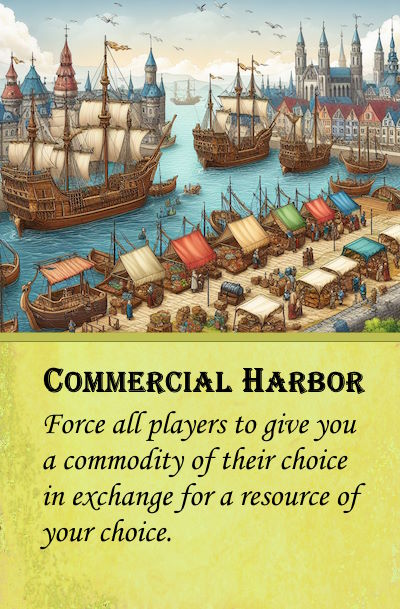 Commercial Harbor
Force all players to give you
a commodity of their choice
in exchange for a resource of
your choice.